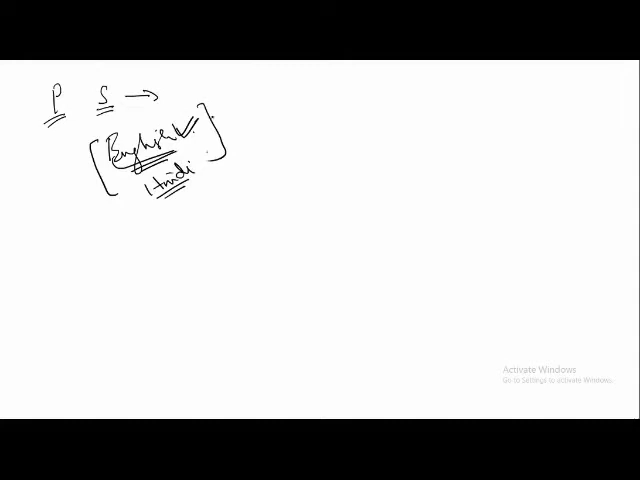 P S →
[English ✓
Hindi]
Activate Windows
Go to Settings to activate Windows.